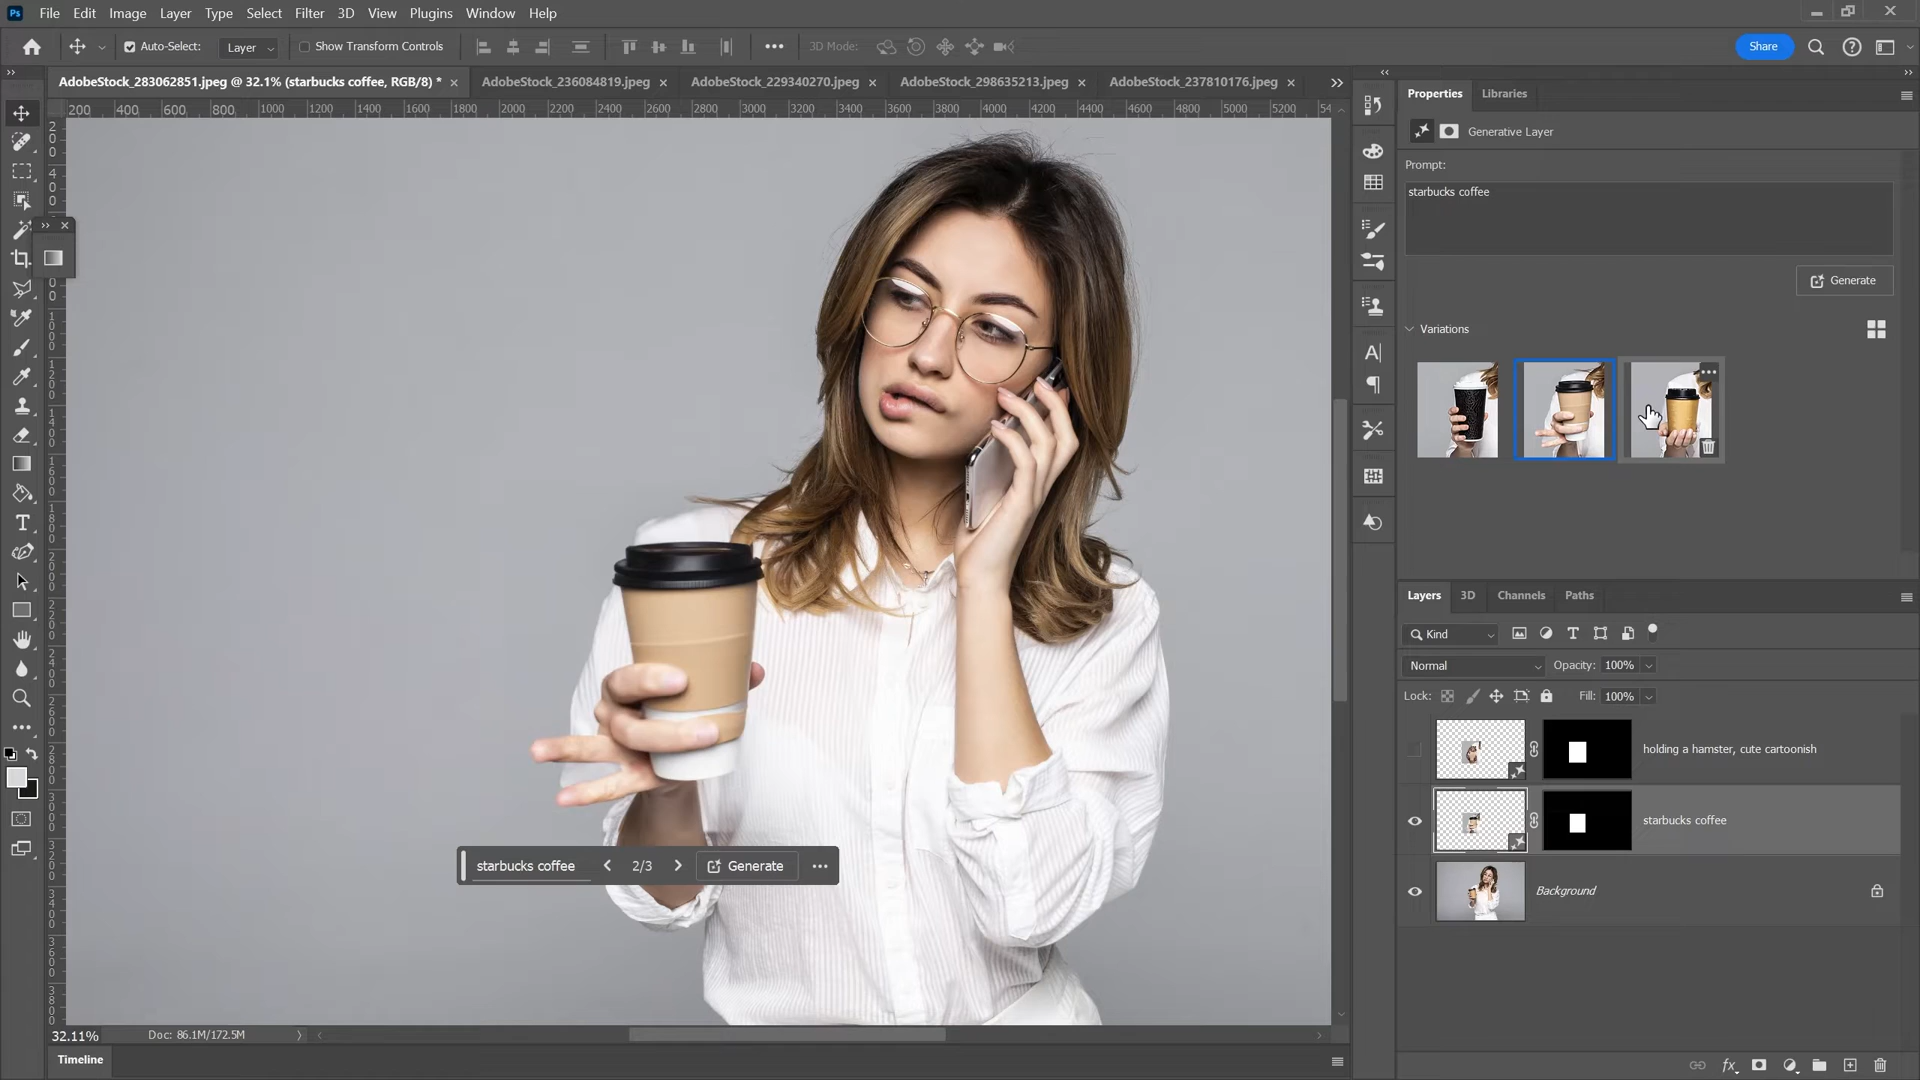 Ps File Edit Image Layer Type Select Filter 3D View Plugins Window Help
Auto-Select: Layer Show Transform Controls ••• 3D Mode: Share
AdobeStock_283062851.jpeg @ 32.1% (starbucks coffee, RGB/8) * AdobeStock_236084819.jpeg AdobeStock_229340270.jpeg AdobeStock_298635213.jpeg AdobeStock_237810176.jpeg
200 400 600 800 1000 1200 1400 1600 1800 2000 2200 2400 2600 2800 3000 3200 3400 3600 3800 4000 4200 4400 4600 4800 5000 5200
Properties Libraries
Generative Layer
Prompt:
starbucks coffee
Generate
Variations
Layers 3D Channels Paths
Kind
Normal Opacity: 100%
Lock: Fill: 100%
holding a hamster, cute cartoonish
starbucks coffee
Background
starbucks coffee 2/3 Generate •••
32.11% Doc: 86.1M/172.5M
Timeline
fx